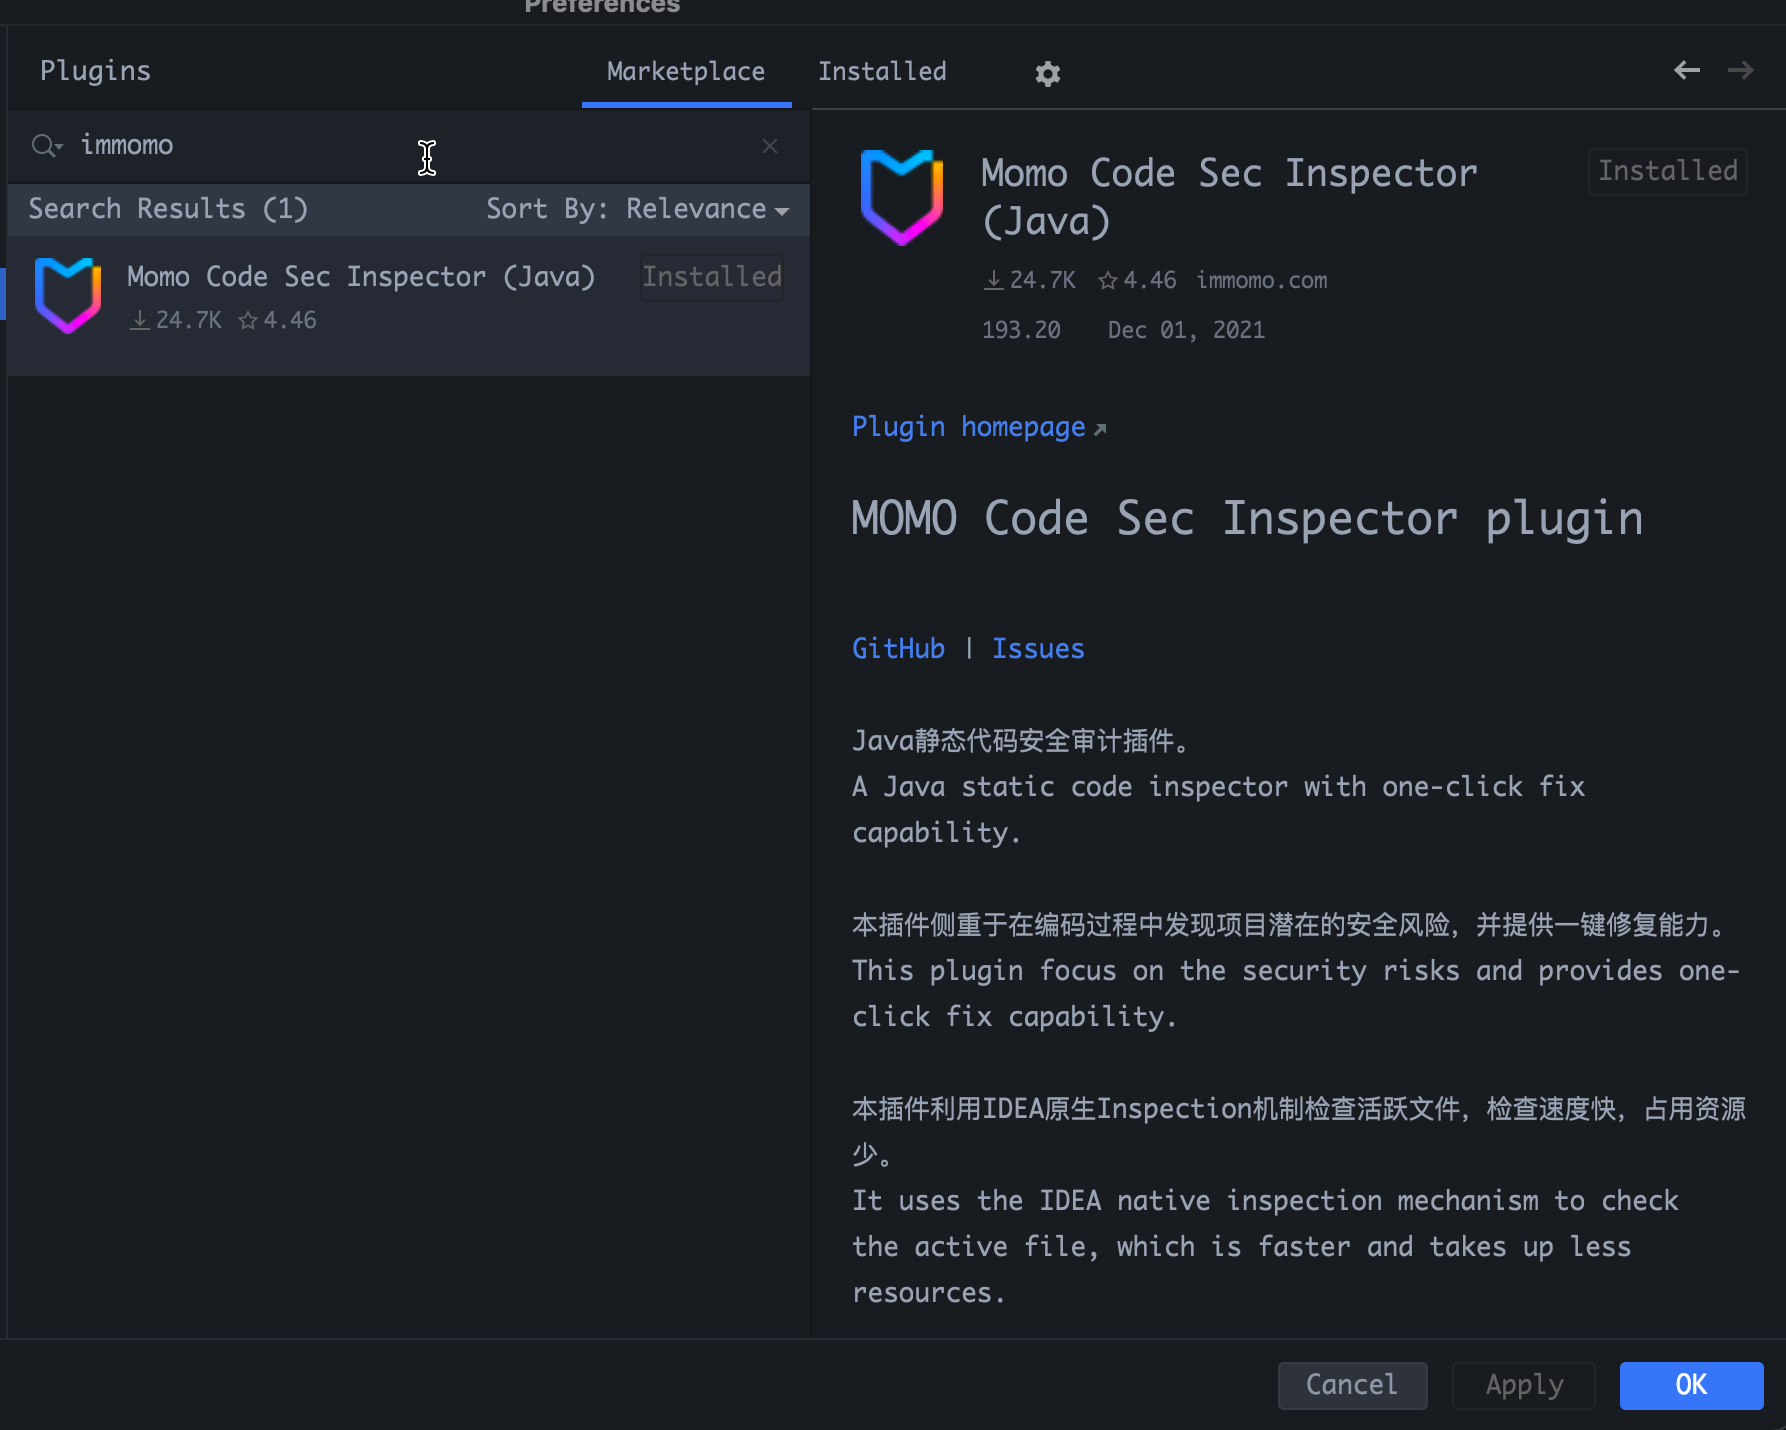 Preferences
Plugins
Marketplace
Installed
immomo
Search Results (1)
Sort By: Relevance
Momo Code Sec Inspector (Java)
Installed
24.7K
4.46
Momo Code Sec Inspector
(Java)
Installed
24.7K 4.46 immomo.com
193.20 Dec 01, 2021
Plugin homepage
MOMO Code Sec Inspector plugin
GitHub | Issues
Java静态代码安全审计插件。
A Java static code inspector with one-click fix
capability.
本插件侧重于在编码过程中发现项目潜在的安全风险，并提供一键修复能力。
This plugin focus on the security risks and provides one-
click fix capability.
本插件利用IDEA原生Inspection机制检查活跃文件，检查速度快，占用资源
少。
It uses the IDEA native inspection mechanism to check
the active file, which is faster and takes up less
resources.
Cancel
Apply
OK